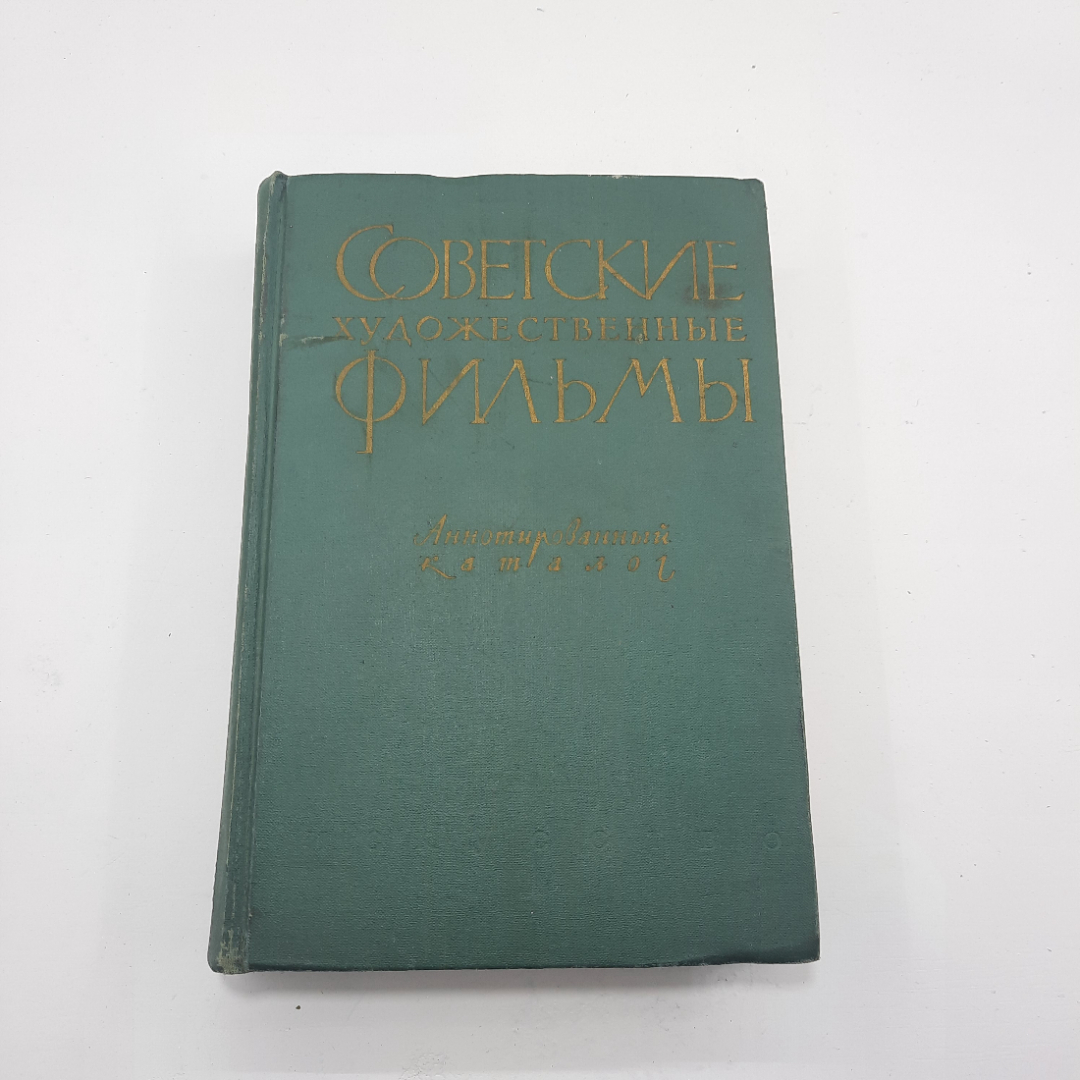 Советские
художественные
фильмы
Аннотированный
каталог